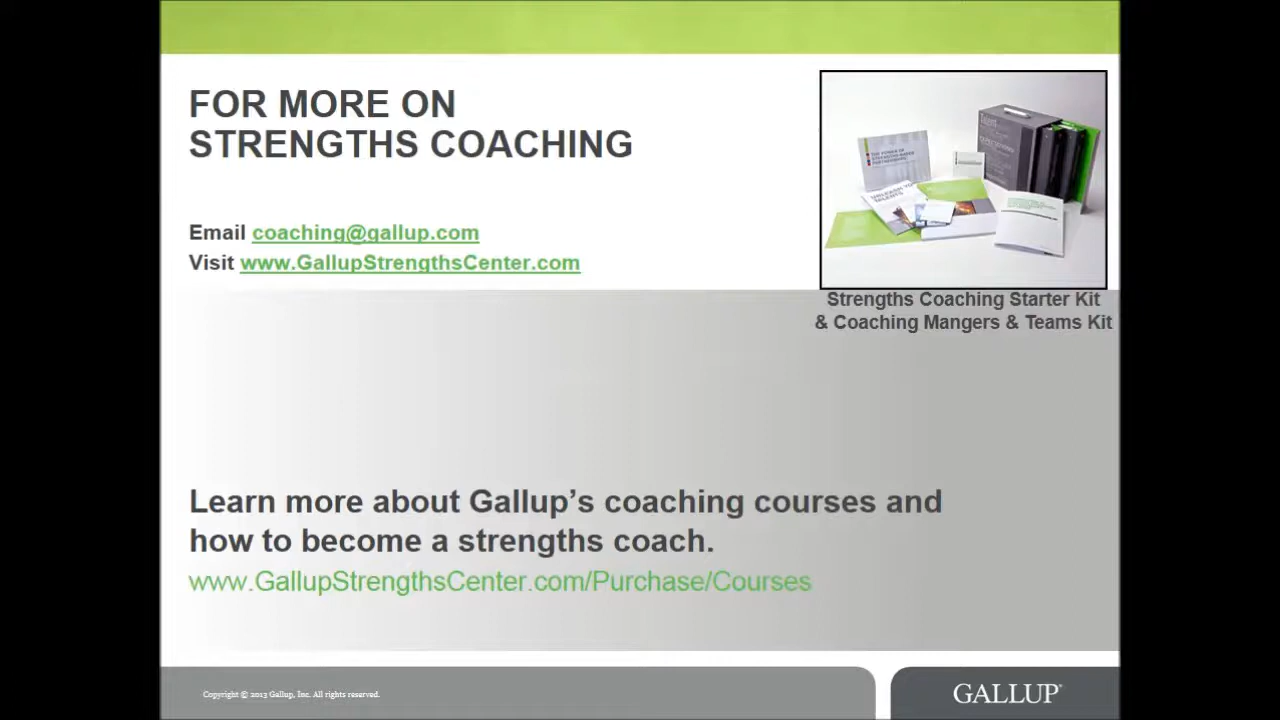 FOR MORE ON
STRENGTHS COACHING
Email coaching@gallup.com
Visit www.GallupStrengthsCenter.com
Strengths Coaching Starter Kit
& Coaching Mangers & Teams Kit
Learn more about Gallup’s coaching courses and
how to become a strengths coach.
www.GallupStrengthsCenter.com/Purchase/Courses
Copyright © 2013 Gallup, Inc. All rights reserved.
GALLUP®